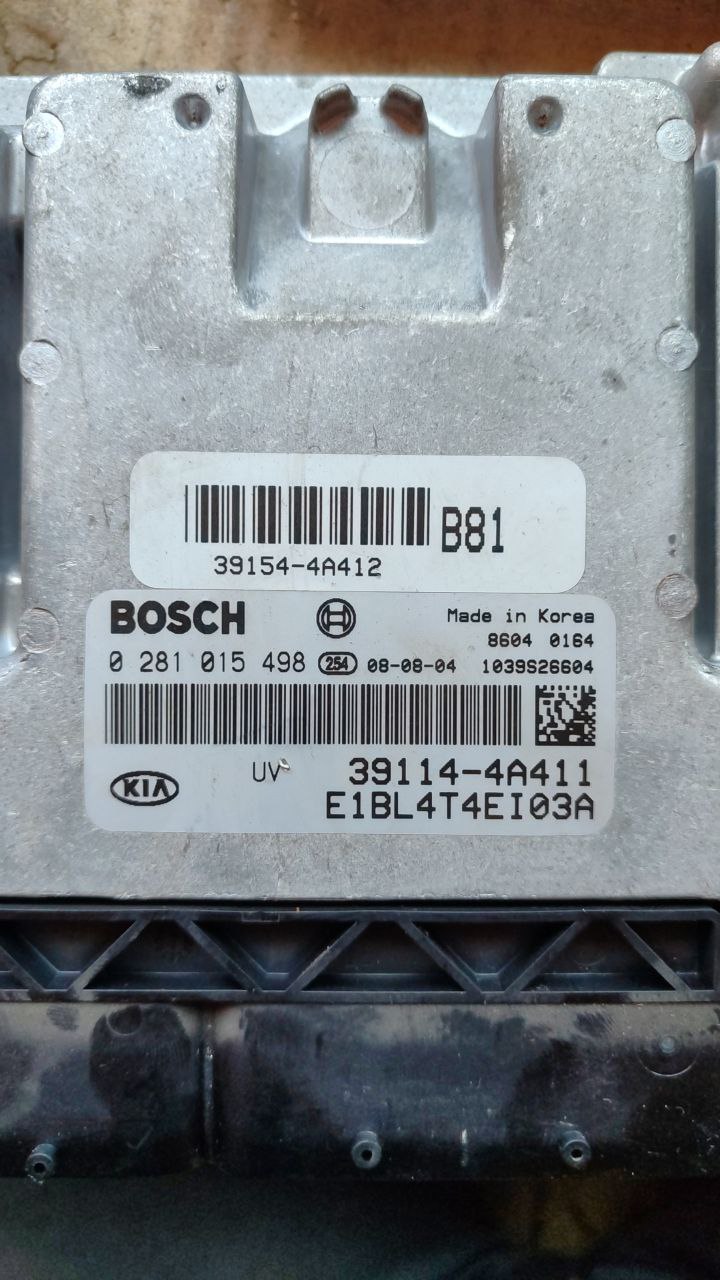 B81
39154-4A412
BOSCH
Made in Korea
8604 0164
0 281 015 498 254 08-08-04 1039S26604
KIA
UV
39114-4A411
E1BL4T4EI03A